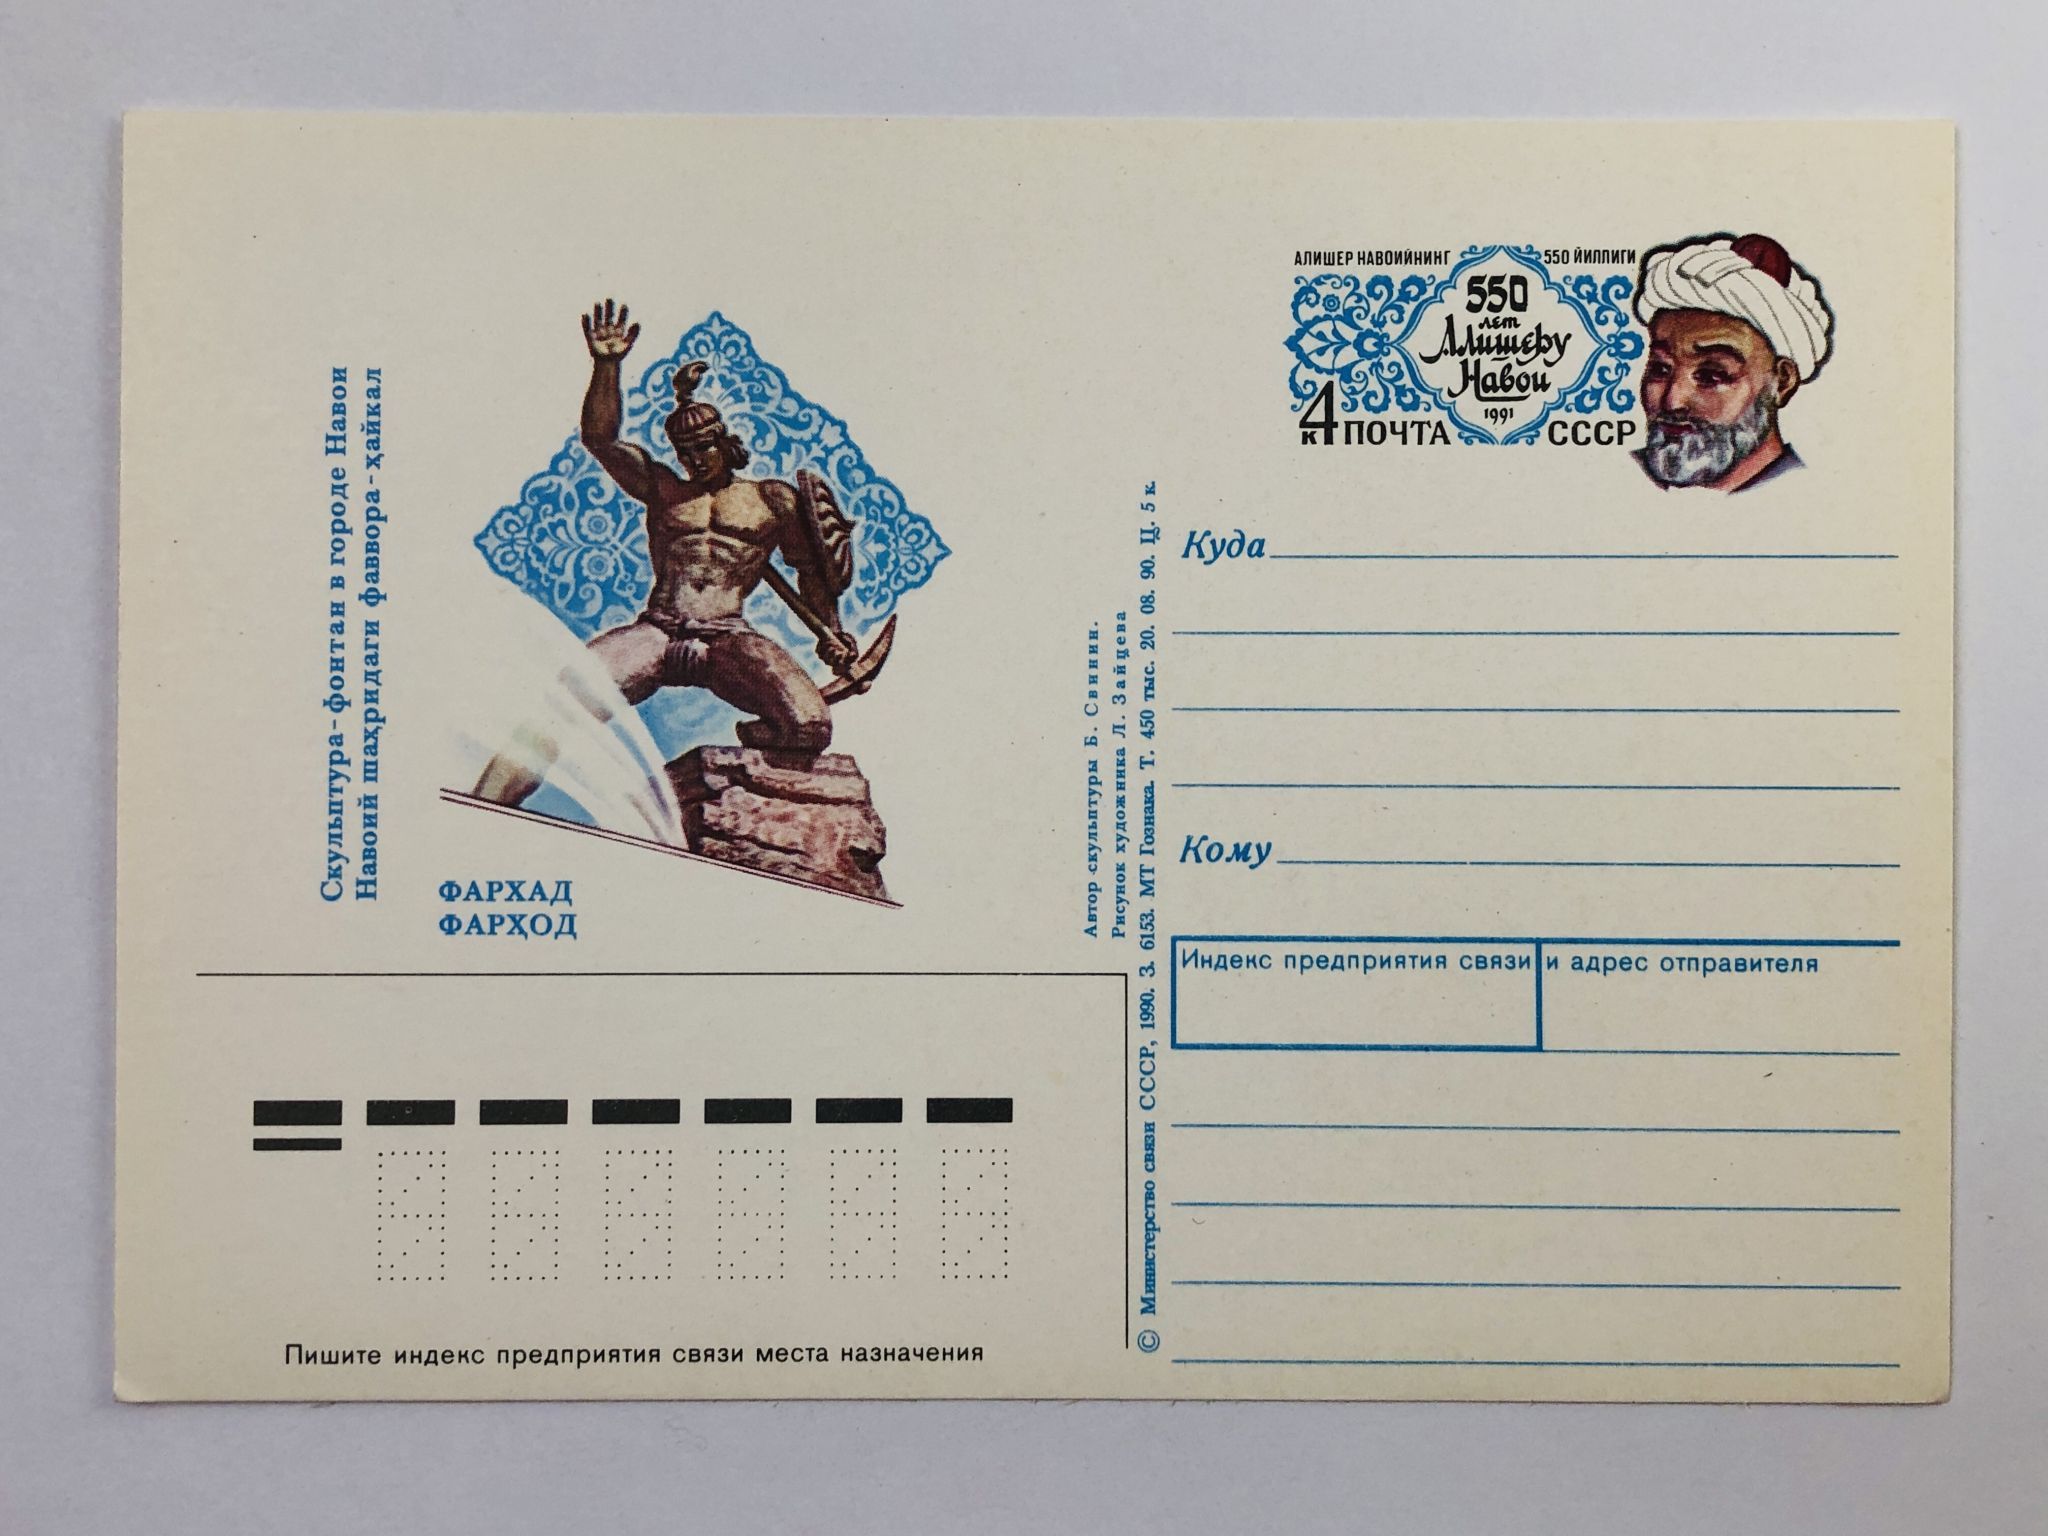 Скульптура-фонтан в городе Навои
Навоий шаҳридаги фаввора-ҳайкал
ФАРХАД
ФАРҲОД
Пишите индекс предприятия связи места назначения
Автор скульптуры Б. Свинин.
Рисунок художника Л. Зайцева
© Министерство связи СССР, 1990. З. 6153. МТ Гознака. Т. 450 тыс. 20. 08. 90. Ц. 5 к.
АЛИШЕР НАВОИЙНИНГ 550 ЙИЛЛИГИ
550
лет
Алишеру
Навои
1991
4 к ПОЧТА СССР
Куда
Кому
Индекс предприятия связи и адрес отправителя